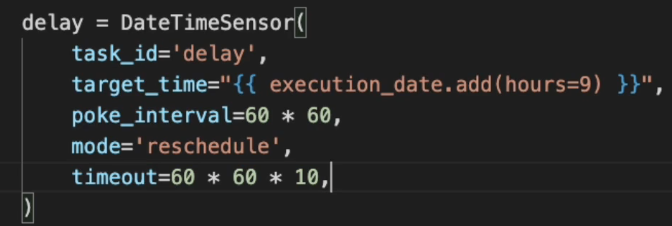 delay = DateTimeSensor(
    task_id='delay',
    target_time="{{ execution_date.add(hours=9) }}",
    poke_interval=60 * 60,
    mode='reschedule',
    timeout=60 * 60 * 10,
)